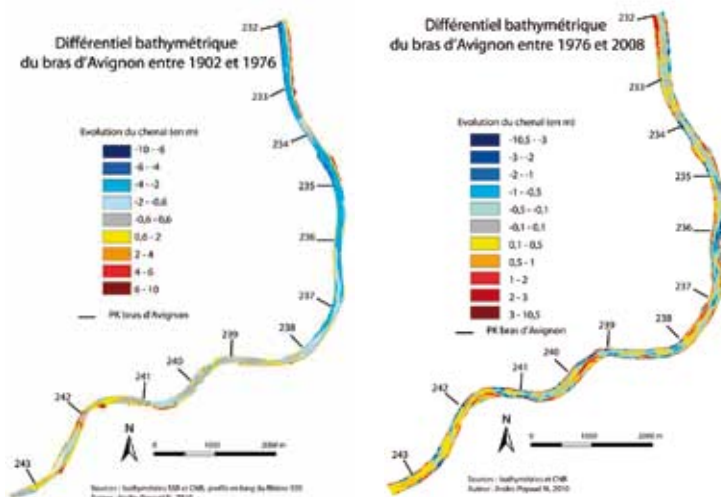 Différentiel bathymétrique
du bras d'Avignon entre 1902 et 1976
232
233
234
235
236
237
238
239
240
241
242
243
Evolution du chenal (en m)
-10 - -6
-6 - -4
-4 - -2
-2 - -0,6
-0,6 - 0,6
0,6 - 2
2 - 4
4 - 6
6 - 10
PK bras d'Avignon
N
0 1000 2000 m
Différentiel bathymétrique
du bras d'Avignon entre 1976 et 2008
232
233
234
235
236
237
238
239
240
241
242
243
Evolution du chenal (en m)
-10,5 - -3
-3 - -2
-2 - -1
-1 - -0,5
-0,5 - -0,1
-0,1 - 0,1
0,1 - 0,5
0,5 - 1
1 - 2
2 - 3
3 - 10,5
PK bras d'Avignon
N
0 1000 2000 m
Sources : bathymétries et CNR